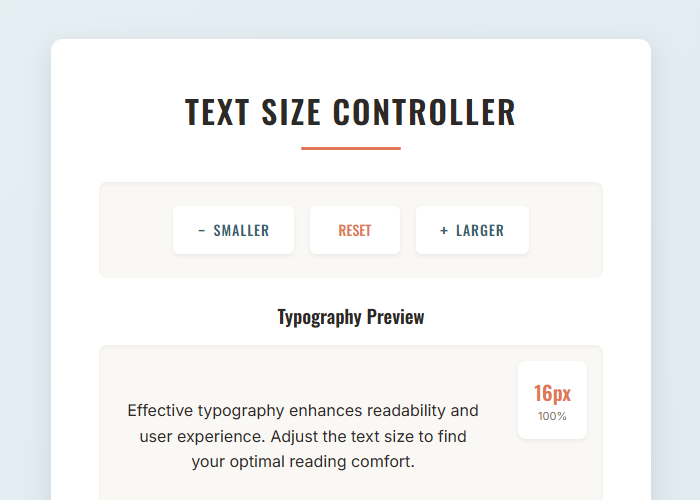 TEXT SIZE CONTROLLER
− SMALLER
RESET
+ LARGER
Typography Preview
16px
100%
Effective typography enhances readability and
user experience. Adjust the text size to find
your optimal reading comfort.